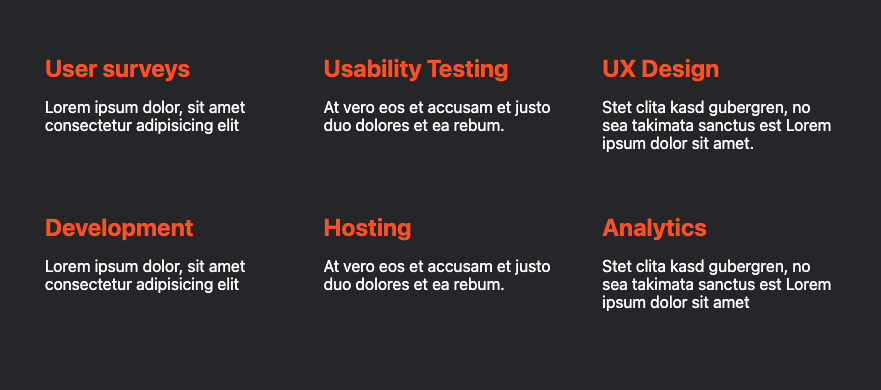 User surveys
Lorem ipsum dolor, sit amet
consectetur adipisicing elit
Usability Testing
At vero eos et accusam et justo
duo dolores et ea rebum.
UX Design
Stet clita kasd gubergren, no
sea takimata sanctus est Lorem
ipsum dolor sit amet.
Development
Lorem ipsum dolor, sit amet
consectetur adipisicing elit
Hosting
At vero eos et accusam et justo
duo dolores et ea rebum.
Analytics
Stet clita kasd gubergren, no
sea takimata sanctus est Lorem
ipsum dolor sit amet